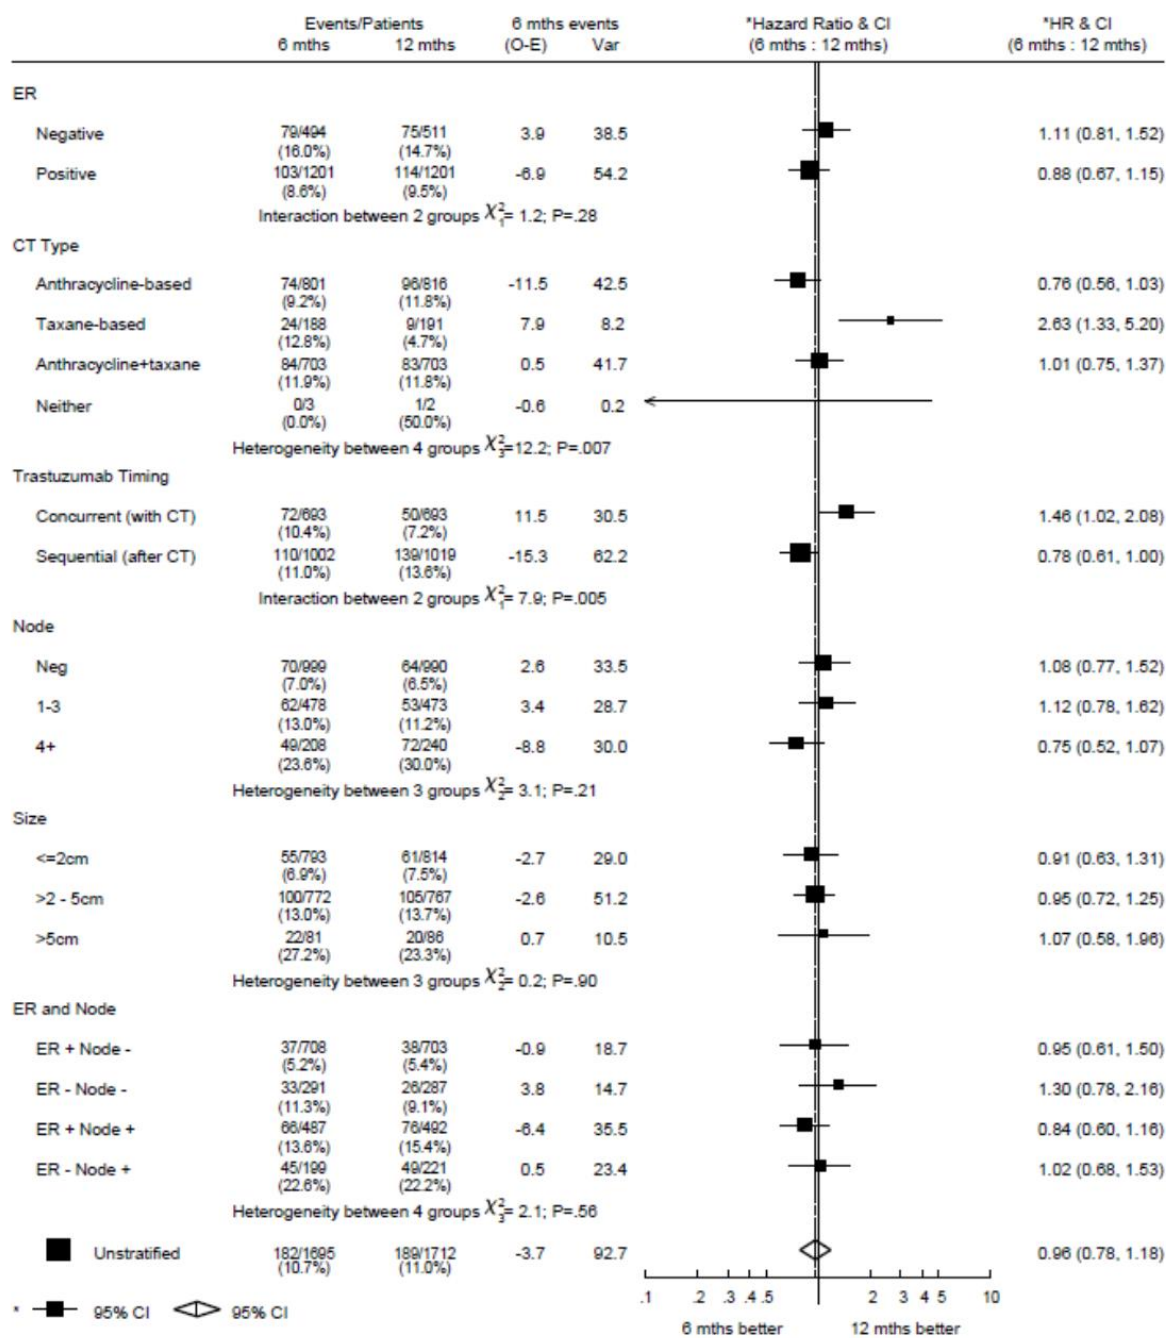 Events/Patients 6 mths events *Hazard Ratio & CI *HR & CI
6 mths 12 mths (O-E) Var (6 mths : 12 mths) (6 mths : 12 mths)
ER
Negative 79/494 75/511 3.9 38.5 1.11 (0.81, 1.52)
(16.0%) (14.7%)
Positive 103/1201 114/1201 -6.9 54.2 0.88 (0.67, 1.15)
(8.6%) (9.5%)
Interaction between 2 groups χ²₁= 1.2; P=.28
CT Type
Anthracycline-based 74/801 96/816 -11.5 42.5 0.76 (0.56, 1.03)
(9.2%) (11.8%)
Taxane-based 24/188 9/191 7.9 8.2 2.63 (1.33, 5.20)
(12.8%) (4.7%)
Anthracycline+taxane 84/703 83/703 0.5 41.7 1.01 (0.75, 1.37)
(11.9%) (11.8%)
Neither 0/3 1/2 -0.6 0.2
(0.0%) (50.0%)
Heterogeneity between 4 groups χ²₃=12.2; P=.007
Trastuzumab Timing
Concurrent (with CT) 72/693 50/693 11.5 30.5 1.46 (1.02, 2.08)
(10.4%) (7.2%)
Sequential (after CT) 110/1002 139/1019 -15.3 62.2 0.78 (0.61, 1.00)
(11.0%) (13.6%)
Interaction between 2 groups χ²₁= 7.9; P=.005
Node
Neg 70/999 64/990 2.6 33.5 1.08 (0.77, 1.52)
(7.0%) (6.5%)
1-3 62/478 53/473 3.4 28.7 1.12 (0.78, 1.62)
(13.0%) (11.2%)
4+ 49/208 72/240 -8.8 30.0 0.75 (0.52, 1.07)
(23.6%) (30.0%)
Heterogeneity between 3 groups χ²₂= 3.1; P=.21
Size
<=2cm 55/793 61/814 -2.7 29.0 0.91 (0.63, 1.31)
(6.9%) (7.5%)
>2 - 5cm 100/772 105/767 -2.6 51.2 0.95 (0.72, 1.25)
(13.0%) (13.7%)
>5cm 22/81 20/86 0.7 10.5 1.07 (0.58, 1.96)
(27.2%) (23.3%)
Heterogeneity between 3 groups χ²₂= 0.2; P=.90
ER and Node
ER + Node - 37/708 38/703 -0.9 18.7 0.95 (0.61, 1.50)
(5.2%) (5.4%)
ER - Node - 33/291 26/287 3.8 14.7 1.30 (0.78, 2.16)
(11.3%) (9.1%)
ER + Node + 66/487 76/492 -6.4 35.5 0.84 (0.60, 1.16)
(13.6%) (15.4%)
ER - Node + 45/199 49/221 0.5 23.4 1.02 (0.68, 1.53)
(22.6%) (22.2%)
Heterogeneity between 4 groups χ²₃= 2.1; P=.56
Unstratified 182/1695 189/1712 -3.7 92.7 0.96 (0.78, 1.18)
(10.7%) (11.0%)
.1 .2 .3 .4 .5 2 3 4 5 10
* 95% CI 95% CI
6 mths better 12 mths better